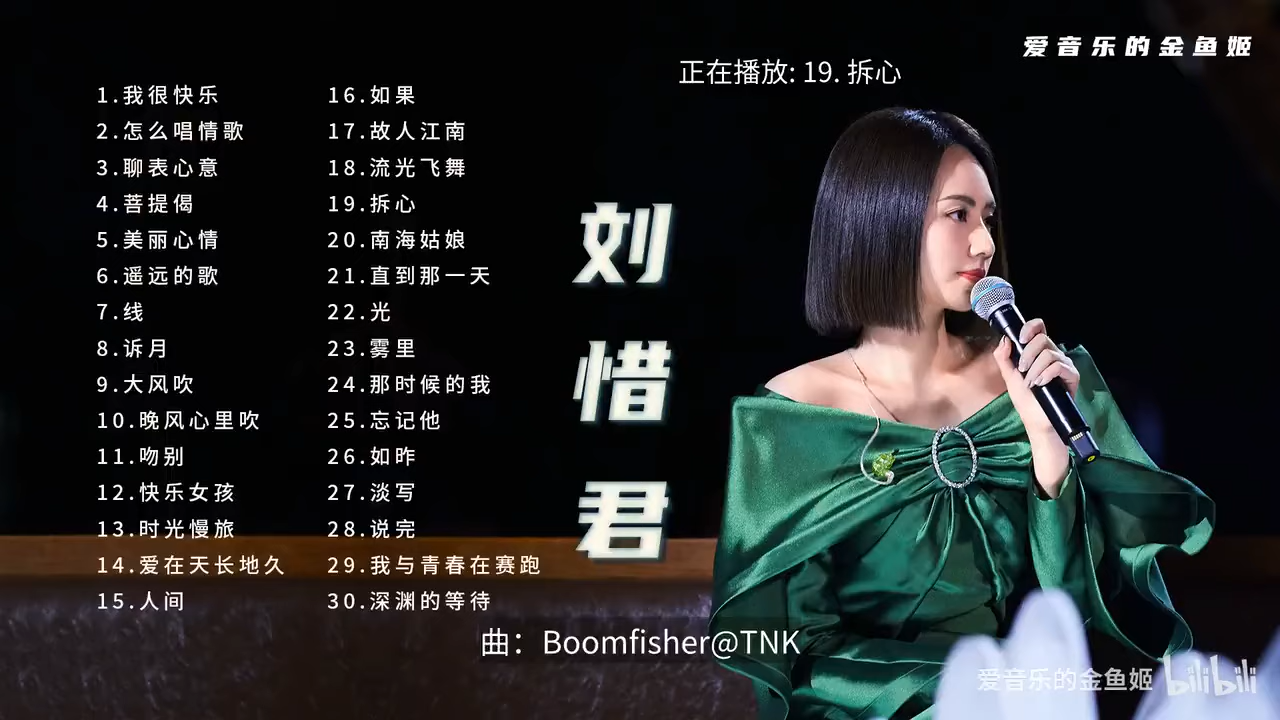 爱音乐的金鱼姬
正在播放: 19. 拆心
1.我很快乐
2.怎么唱情歌
3.聊表心意
4.菩提偈
5.美丽心情
6.遥远的歌
7.线
8.诉月
9.大风吹
10.晚风心里吹
11.吻别
12.快乐女孩
13.时光慢旅
14.爱在天长地久
15.人间
16.如果
17.故人江南
18.流光飞舞
19.拆心
20.南海姑娘
21.直到那一天
22.光
23.雾里
24.那时候的我
25.忘记他
26.如昨
27.淡写
28.说完
29.我与青春在赛跑
30.深渊的等待
刘
惜
君
曲：Boomfisher@TNK
爱音乐的金鱼姬 bilibili